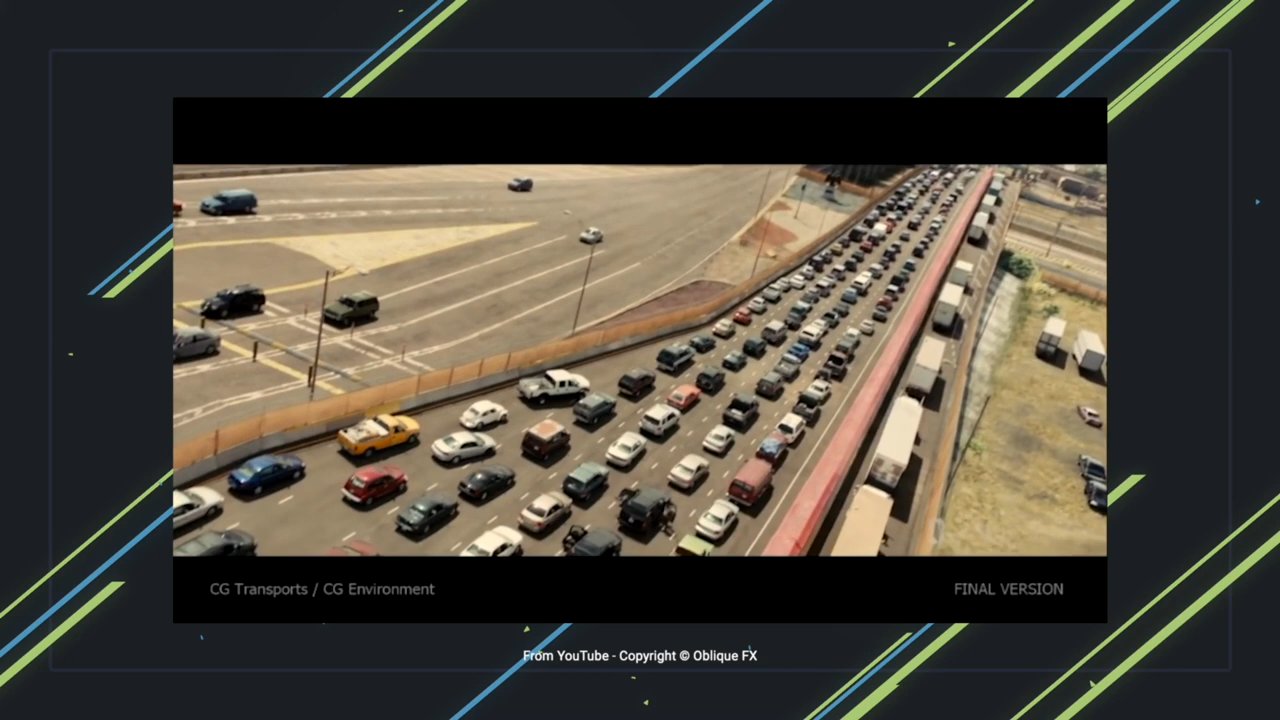 CG Transports / CG Environment
FINAL VERSION
From YouTube - Copyright © Oblique FX